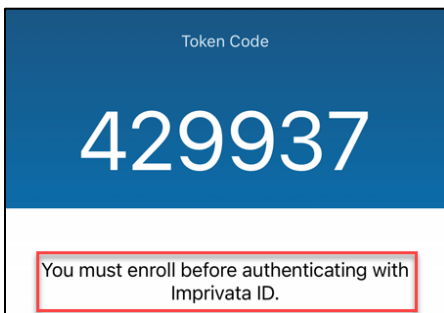 Token Code
429937
You must enroll before authenticating with
Imprivata ID.